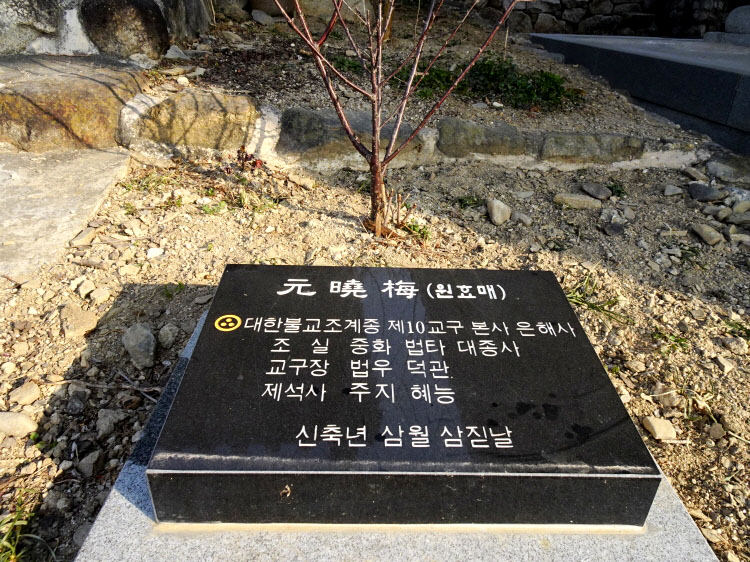 元曉梅(원효매)
대한불교조계종 제10교구 본사 은해사
조 실 중화 법타 대종사
교구장 법우 덕관
제석사 주지 혜능
신축년 삼월 삼짇날